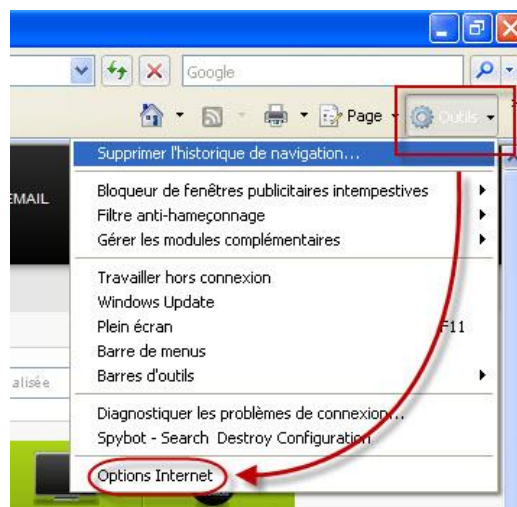 Google
Page
Outils
Supprimer l'historique de navigation...
EMAIL
Bloqueur de fenêtres publicitaires intempestives
Filtre anti-hameçonnage
Gérer les modules complémentaires
Travailler hors connexion
Windows Update
Plein écran F11
Barre de menus
alisée
Barres d'outils
Diagnostiquer les problèmes de connexion...
Spybot - Search Destroy Configuration
Options Internet